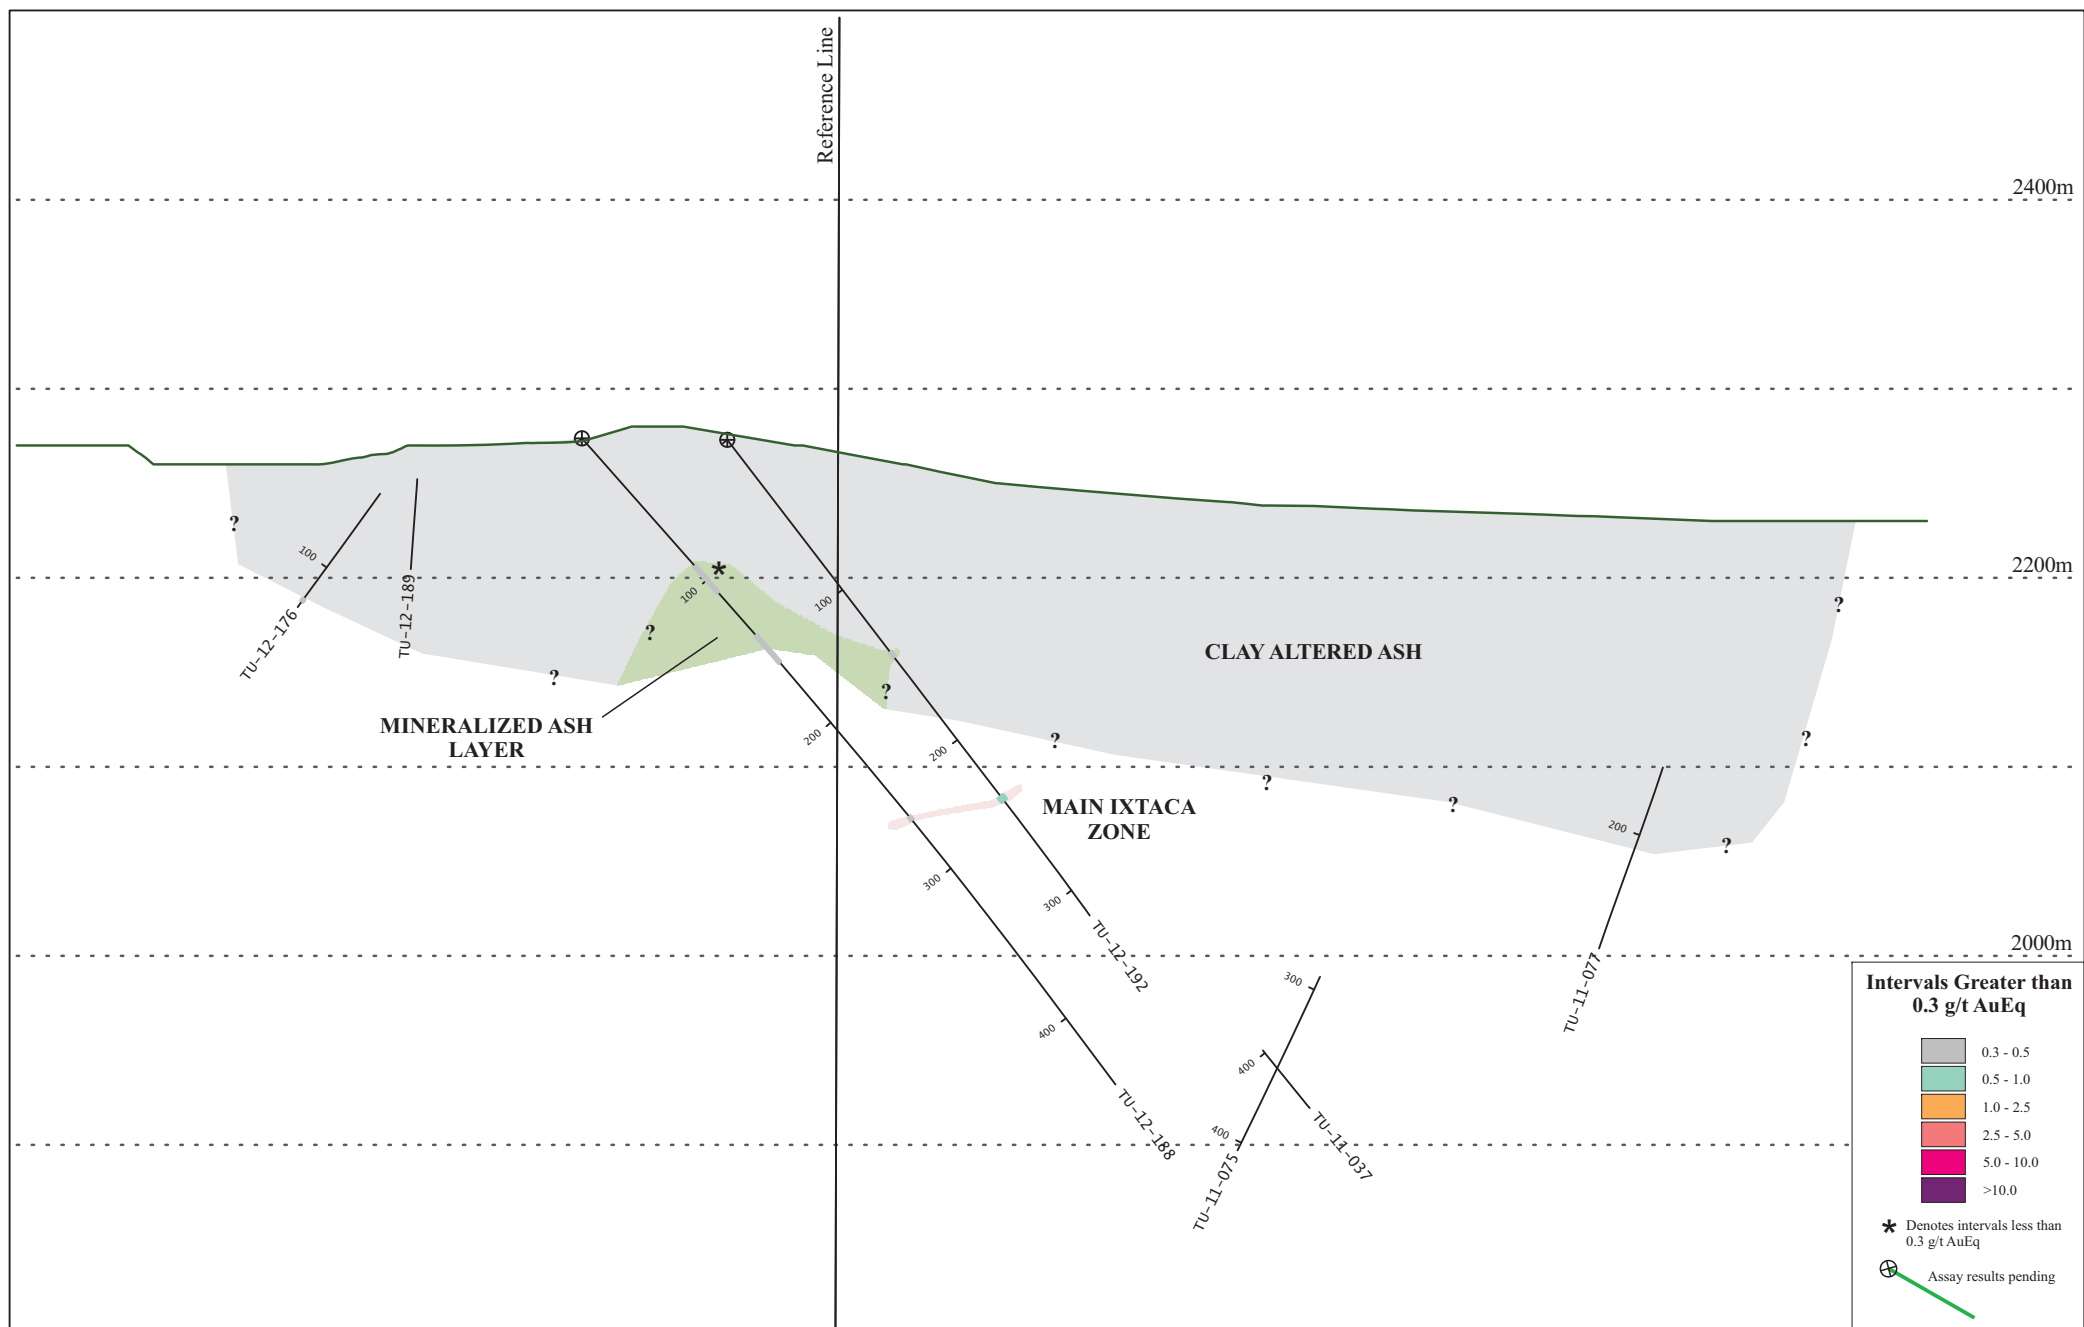 Reference Line
2400m
2200m
2000m
?
?
?
?
?
?
?
?
?
?
?
?
100
TU-12-176
TU-12-189
*
100
200
300
400
TU-12-188
100
200
300
TU-12-192
MINERALIZED ASH
LAYER
CLAY ALTERED ASH
MAIN IXTACA
ZONE
200
TU-11-077
300
400
TU-11-075
400
TU-11-037
Intervals Greater than
0.3 g/t AuEq
0.3 - 0.5
0.5 - 1.0
1.0 - 2.5
2.5 - 5.0
5.0 - 10.0
>10.0
* Denotes intervals less than
0.3 g/t AuEq
Assay results pending